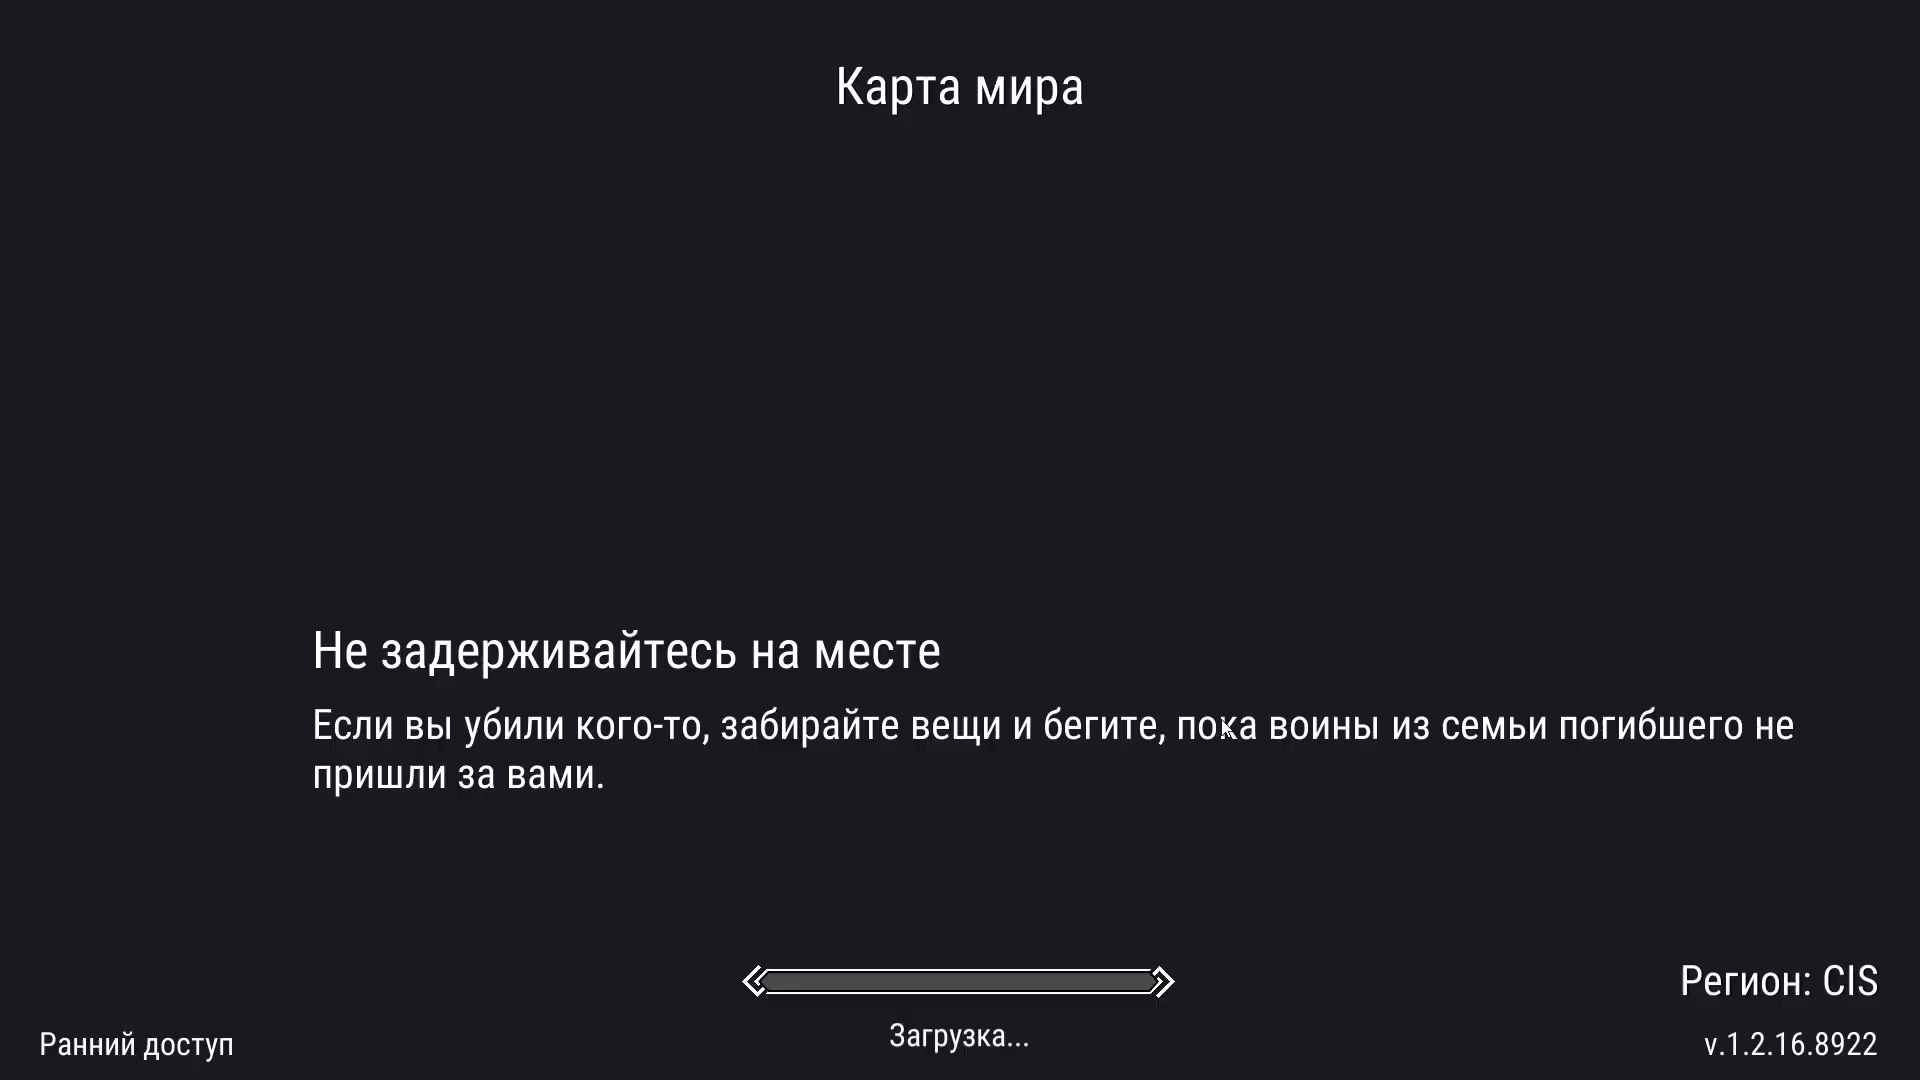 Карта мира
Не задерживайтесь на месте
Если вы убили кого-то, забирайте вещи и бегите, пока воины из семьи погибшего не
пришли за вами.
Регион: CIS
Загрузка...
Ранний доступ
v.1.2.16.8922